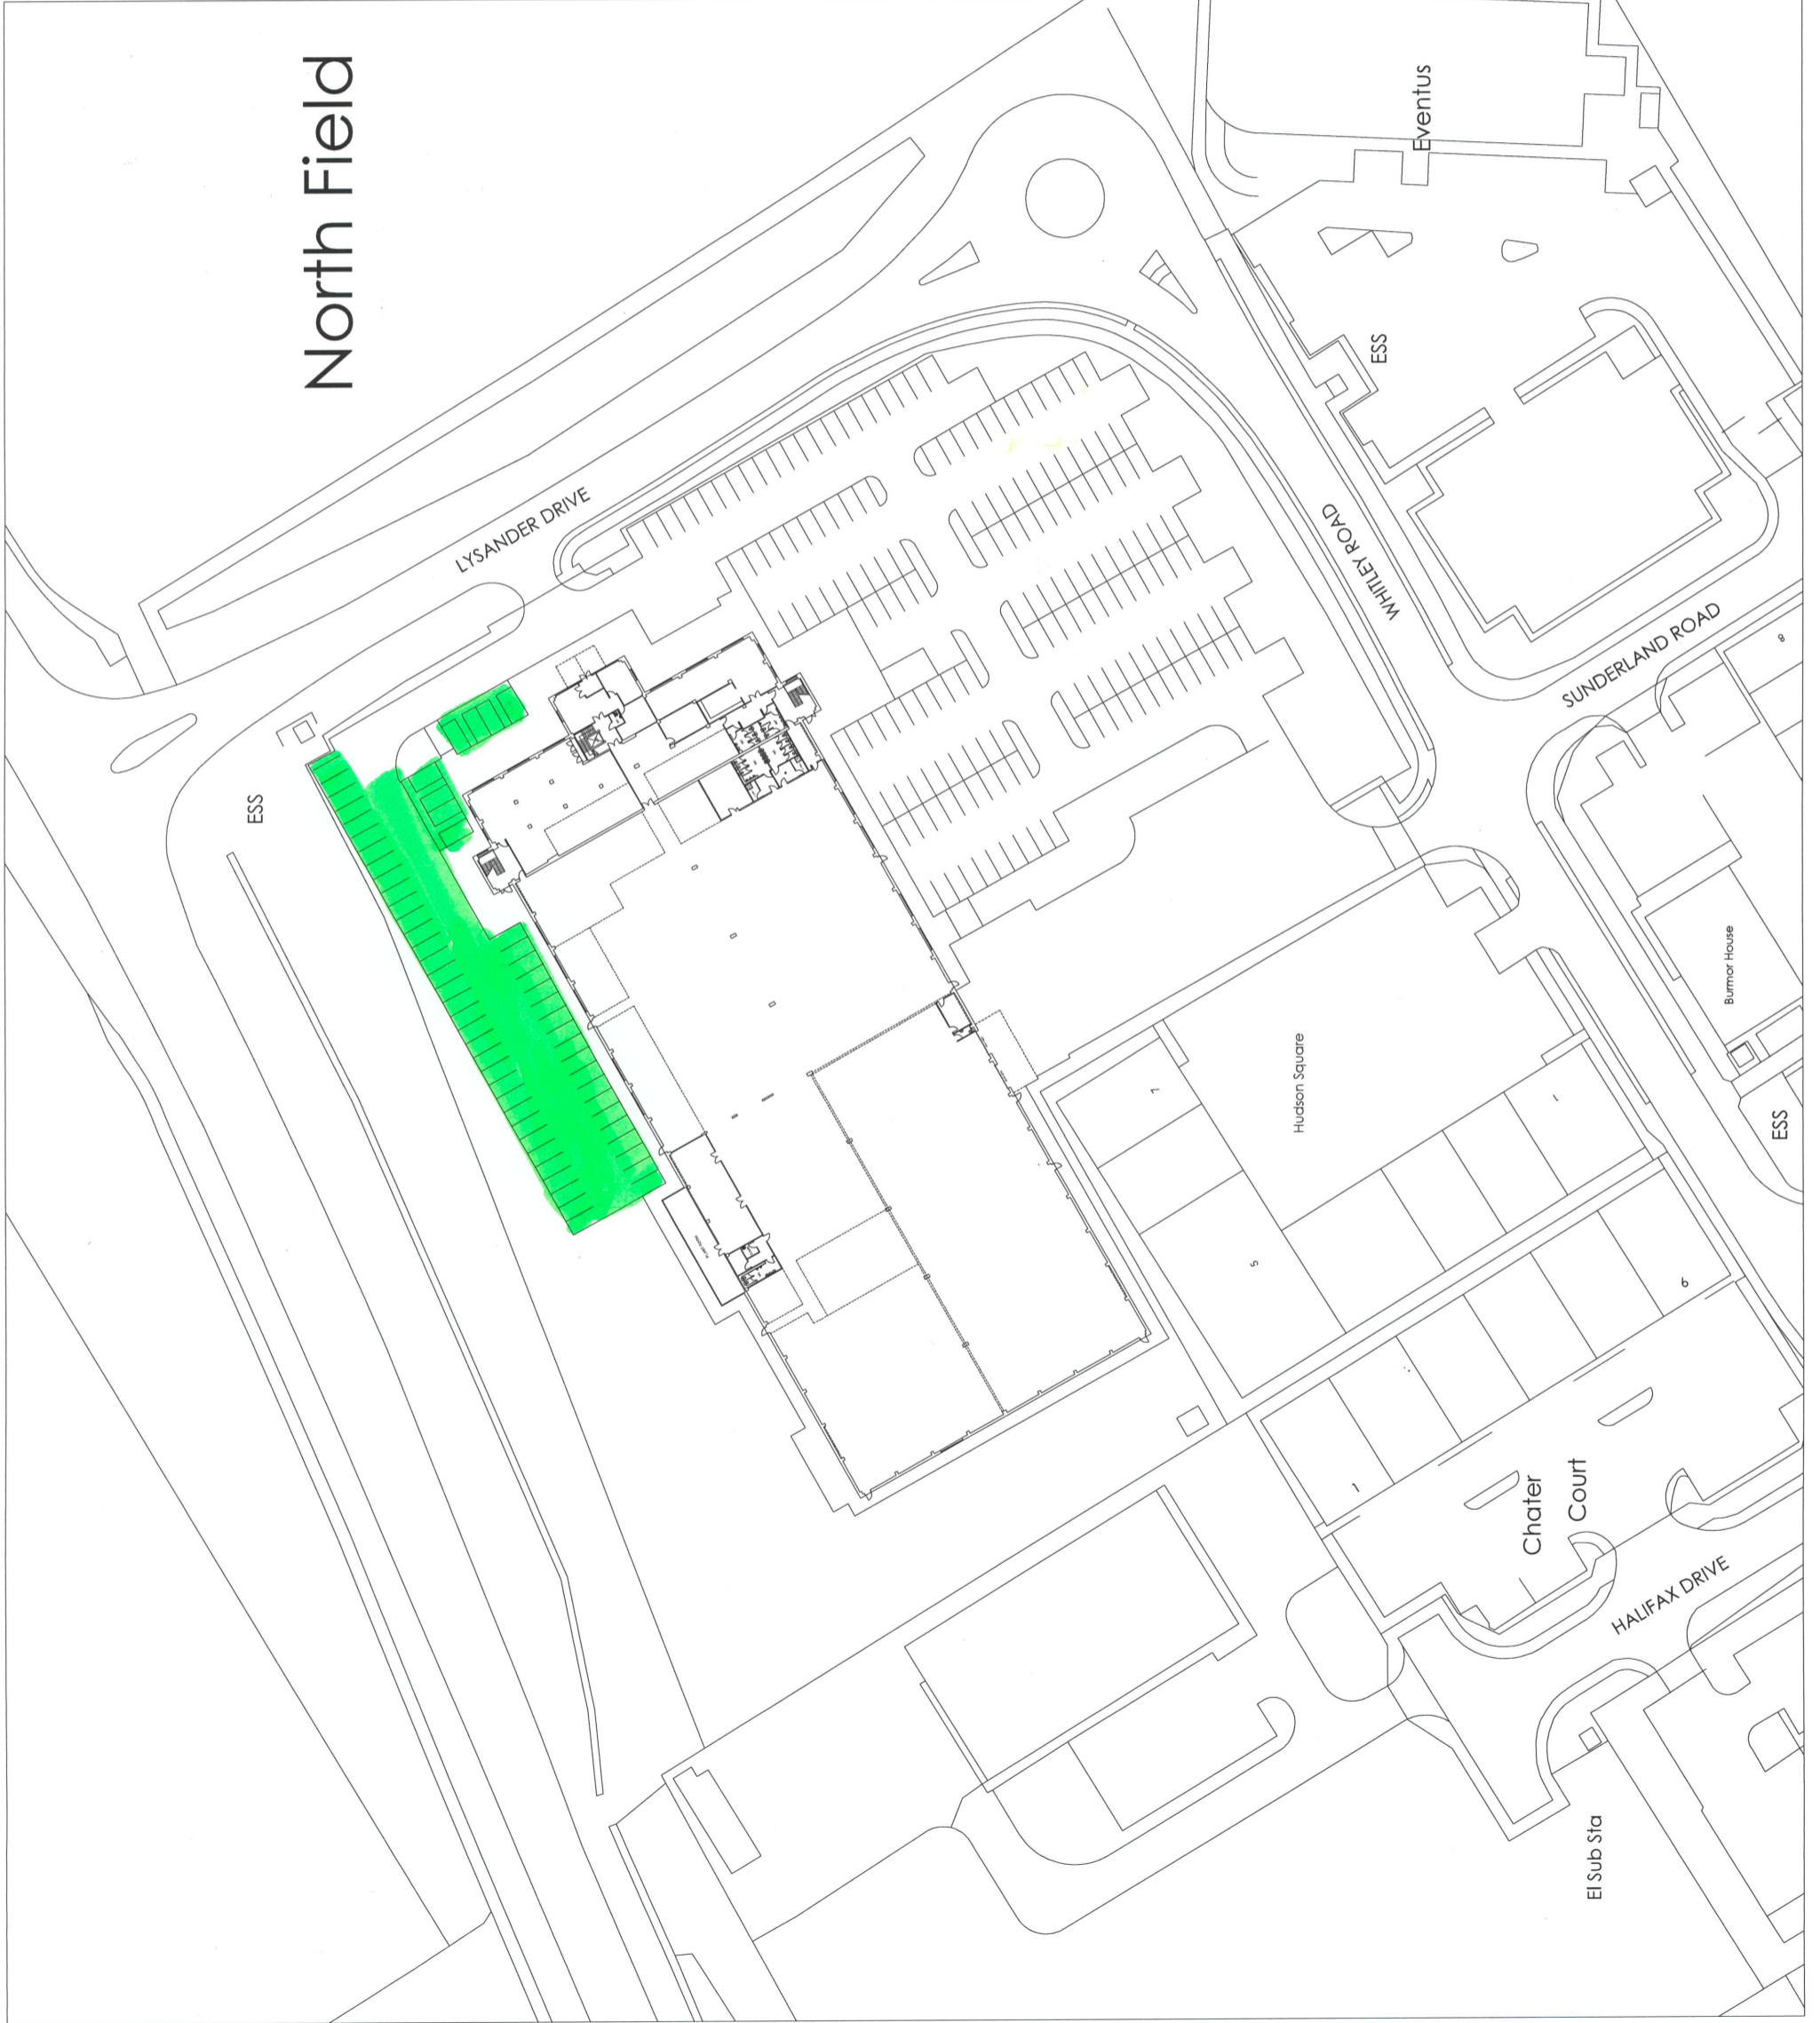 North Field
Eventus
LYSANDER DRIVE
ESS
WHITLEY ROAD
SUNDERLAND ROAD
8
ESS
Burmor House
Hudson Square
7
1
ESS
5
6
1
Chater
Court
HALIFAX DRIVE
El Sub Sta